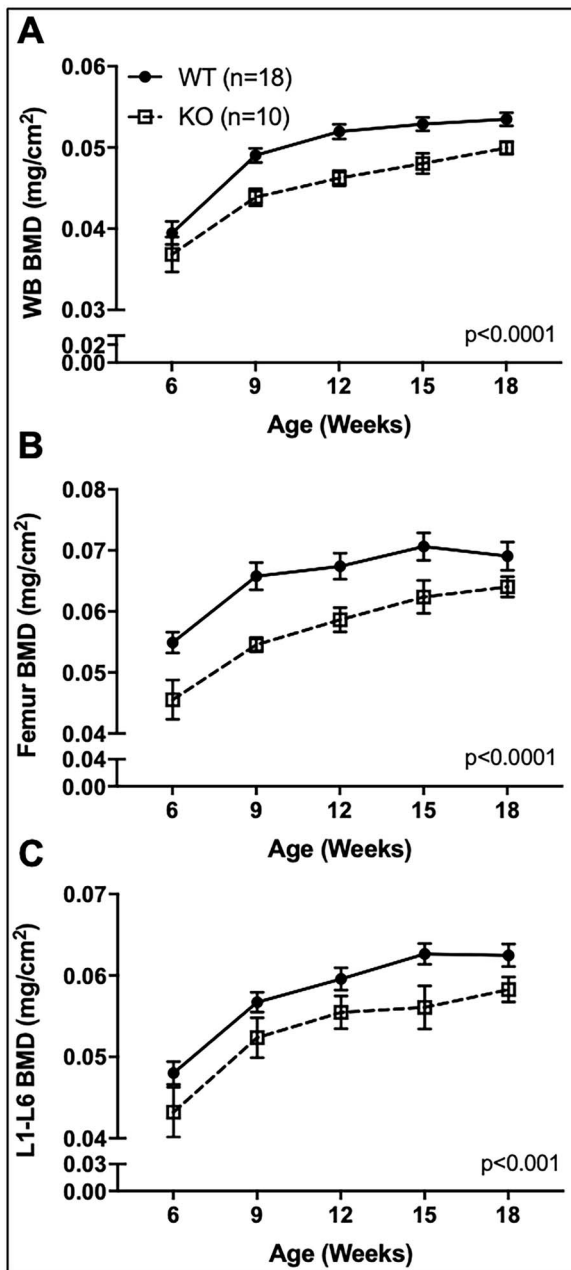 A
WT (n=18)
KO (n=10)
WB BMD (mg/cm²)
0.06
0.05
0.04
0.03
0.02
0.00
p<0.0001
6 9 12 15 18
Age (Weeks)
B
Femur BMD (mg/cm²)
0.08
0.07
0.06
0.05
0.04
0.04
0.00
p<0.0001
6 9 12 15 18
Age (Weeks)
C
L1-L6 BMD (mg/cm²)
0.07
0.06
0.05
0.04
0.03
0.00
p<0.001
6 9 12 15 18
Age (Weeks)